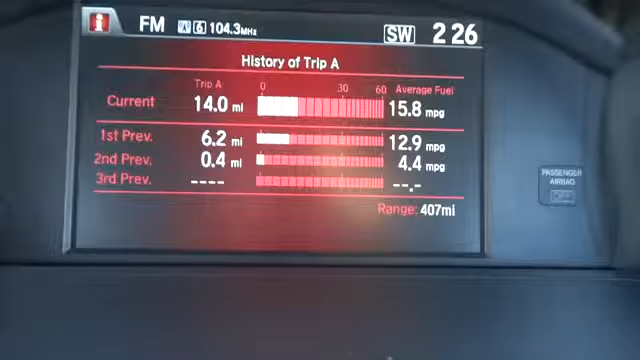 i FM 6 104.3MHz SW 2 26
History of Trip A
Trip A 0 30 60 Average Fuel
Current 14.0 mi 15.8 mpg
1st Prev. 6.2 mi 12.9 mpg
2nd Prev. 0.4 mi 4.4 mpg
3rd Prev. ---- --.-
Range: 407mi
PASSENGER
AIRBAG
OFF